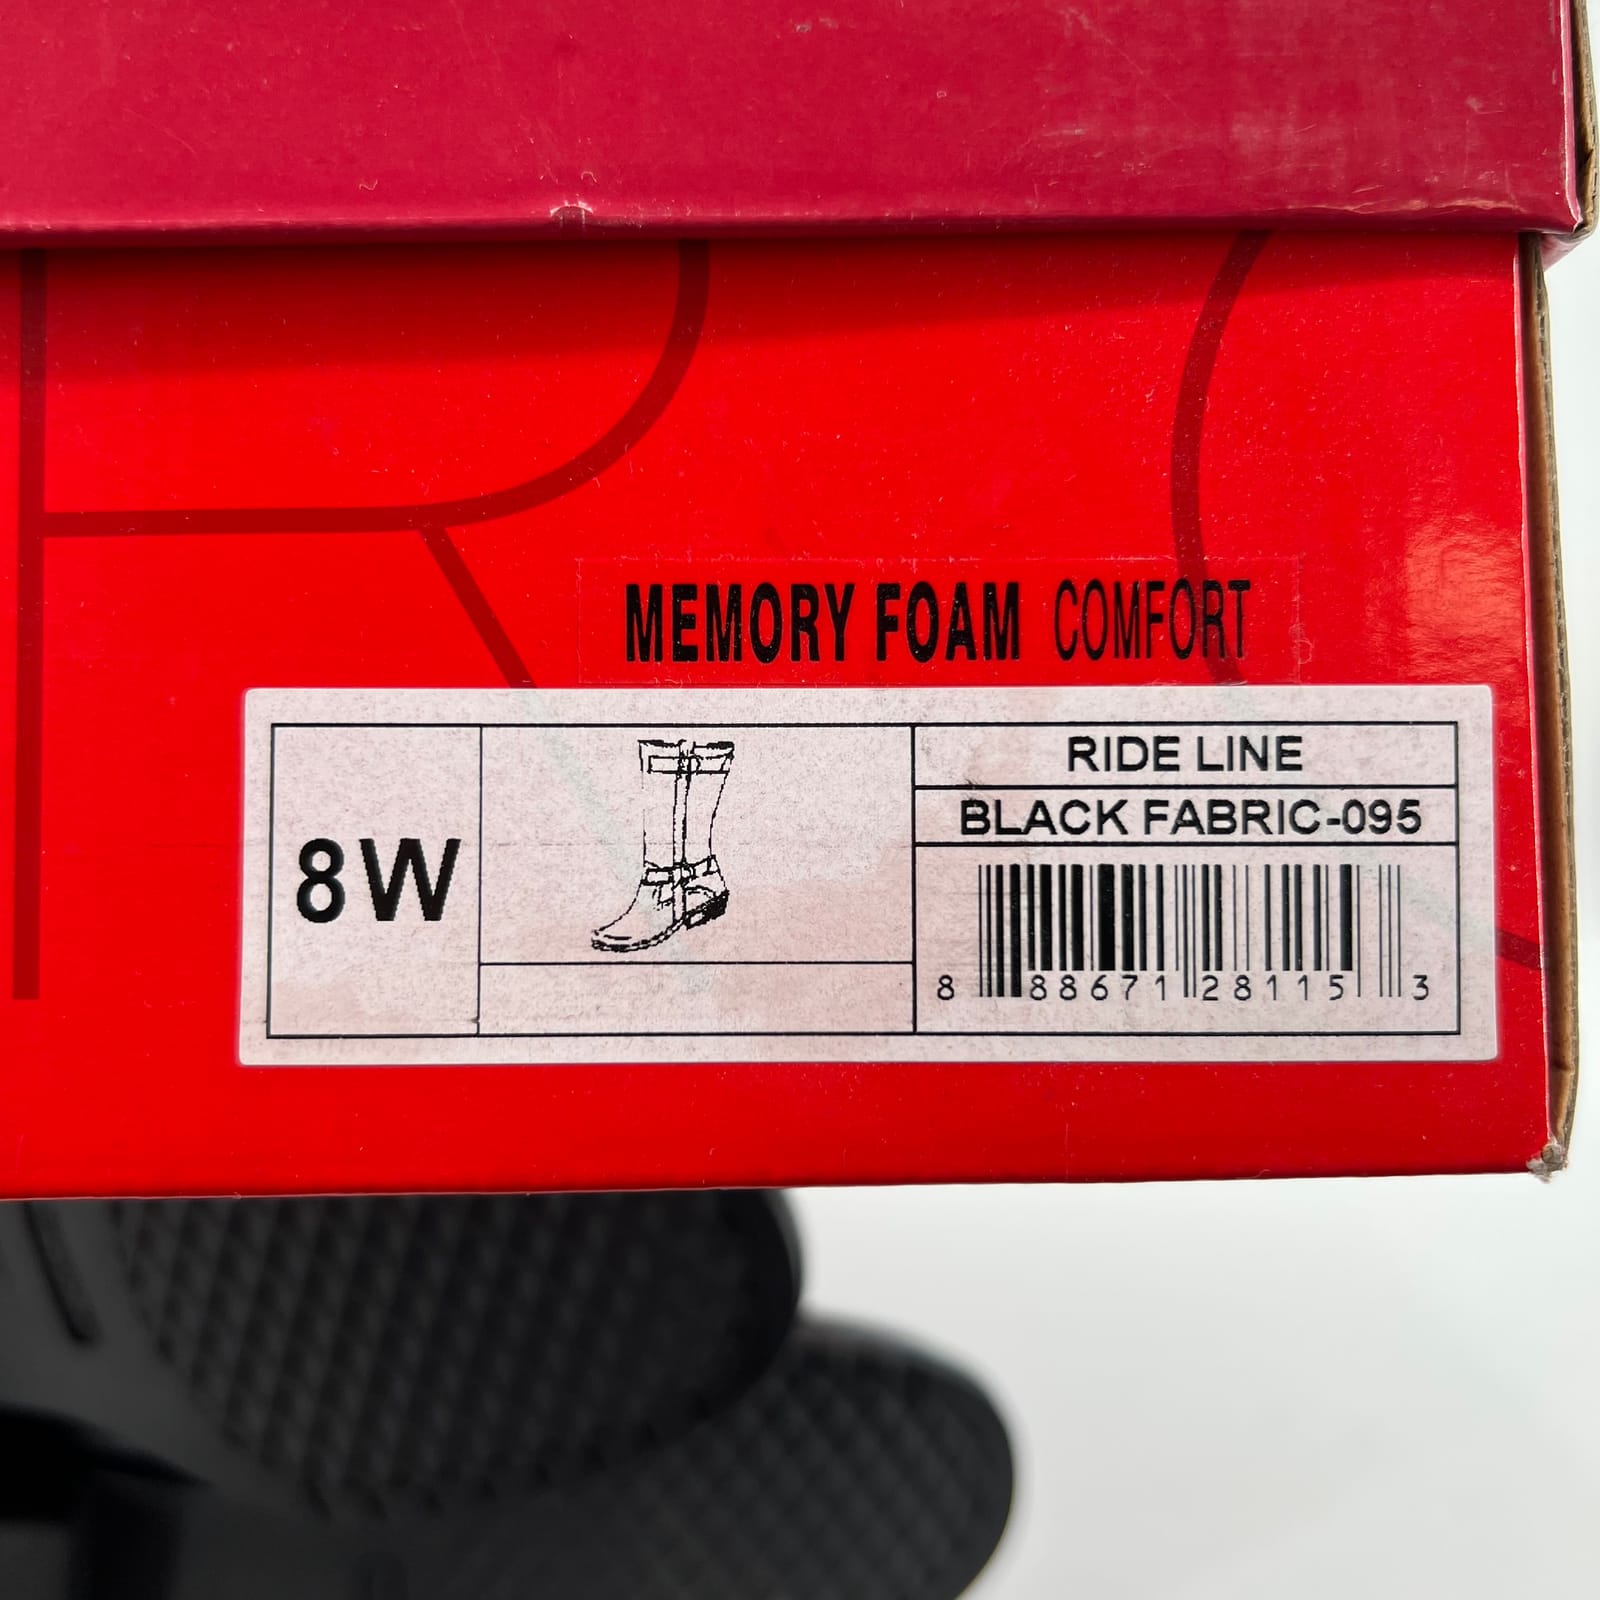 MEMORY FOAM COMFORT
8W
RIDE LINE
BLACK FABRIC-095
8 88671 28115 3